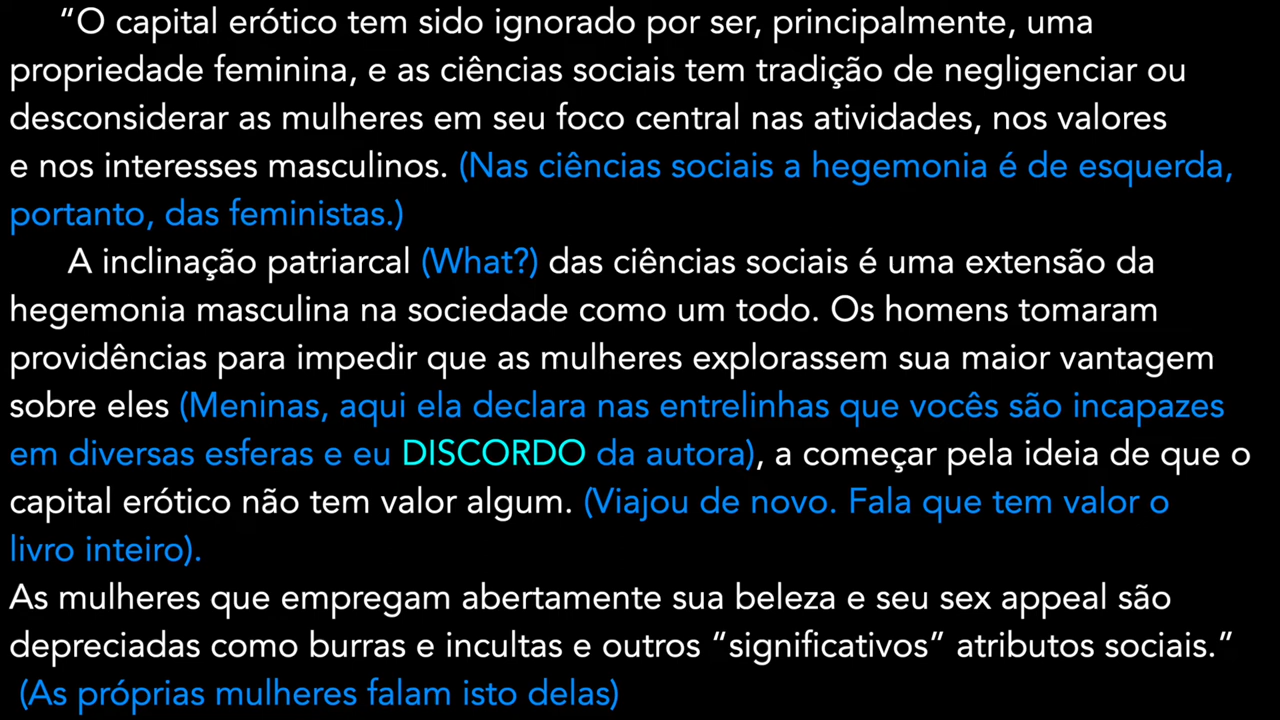 “O capital erótico tem sido ignorado por ser, principalmente, uma
propriedade feminina, e as ciências sociais tem tradição de negligenciar ou
desconsiderar as mulheres em seu foco central nas atividades, nos valores
e nos interesses masculinos. (Nas ciências sociais a hegemonia é de esquerda,
portanto, das feministas.)
A inclinação patriarcal (What?) das ciências sociais é uma extensão da
hegemonia masculina na sociedade como um todo. Os homens tomaram
providências para impedir que as mulheres explorassem sua maior vantagem
sobre eles (Meninas, aqui ela declara nas entrelinhas que vocês são incapazes
em diversas esferas e eu DISCORDO da autora), a começar pela ideia de que o
capital erótico não tem valor algum. (Viajou de novo. Fala que tem valor o
livro inteiro).
As mulheres que empregam abertamente sua beleza e seu sex appeal são
depreciadas como burras e incultas e outros “significativos” atributos sociais.”
(As próprias mulheres falam isto delas)